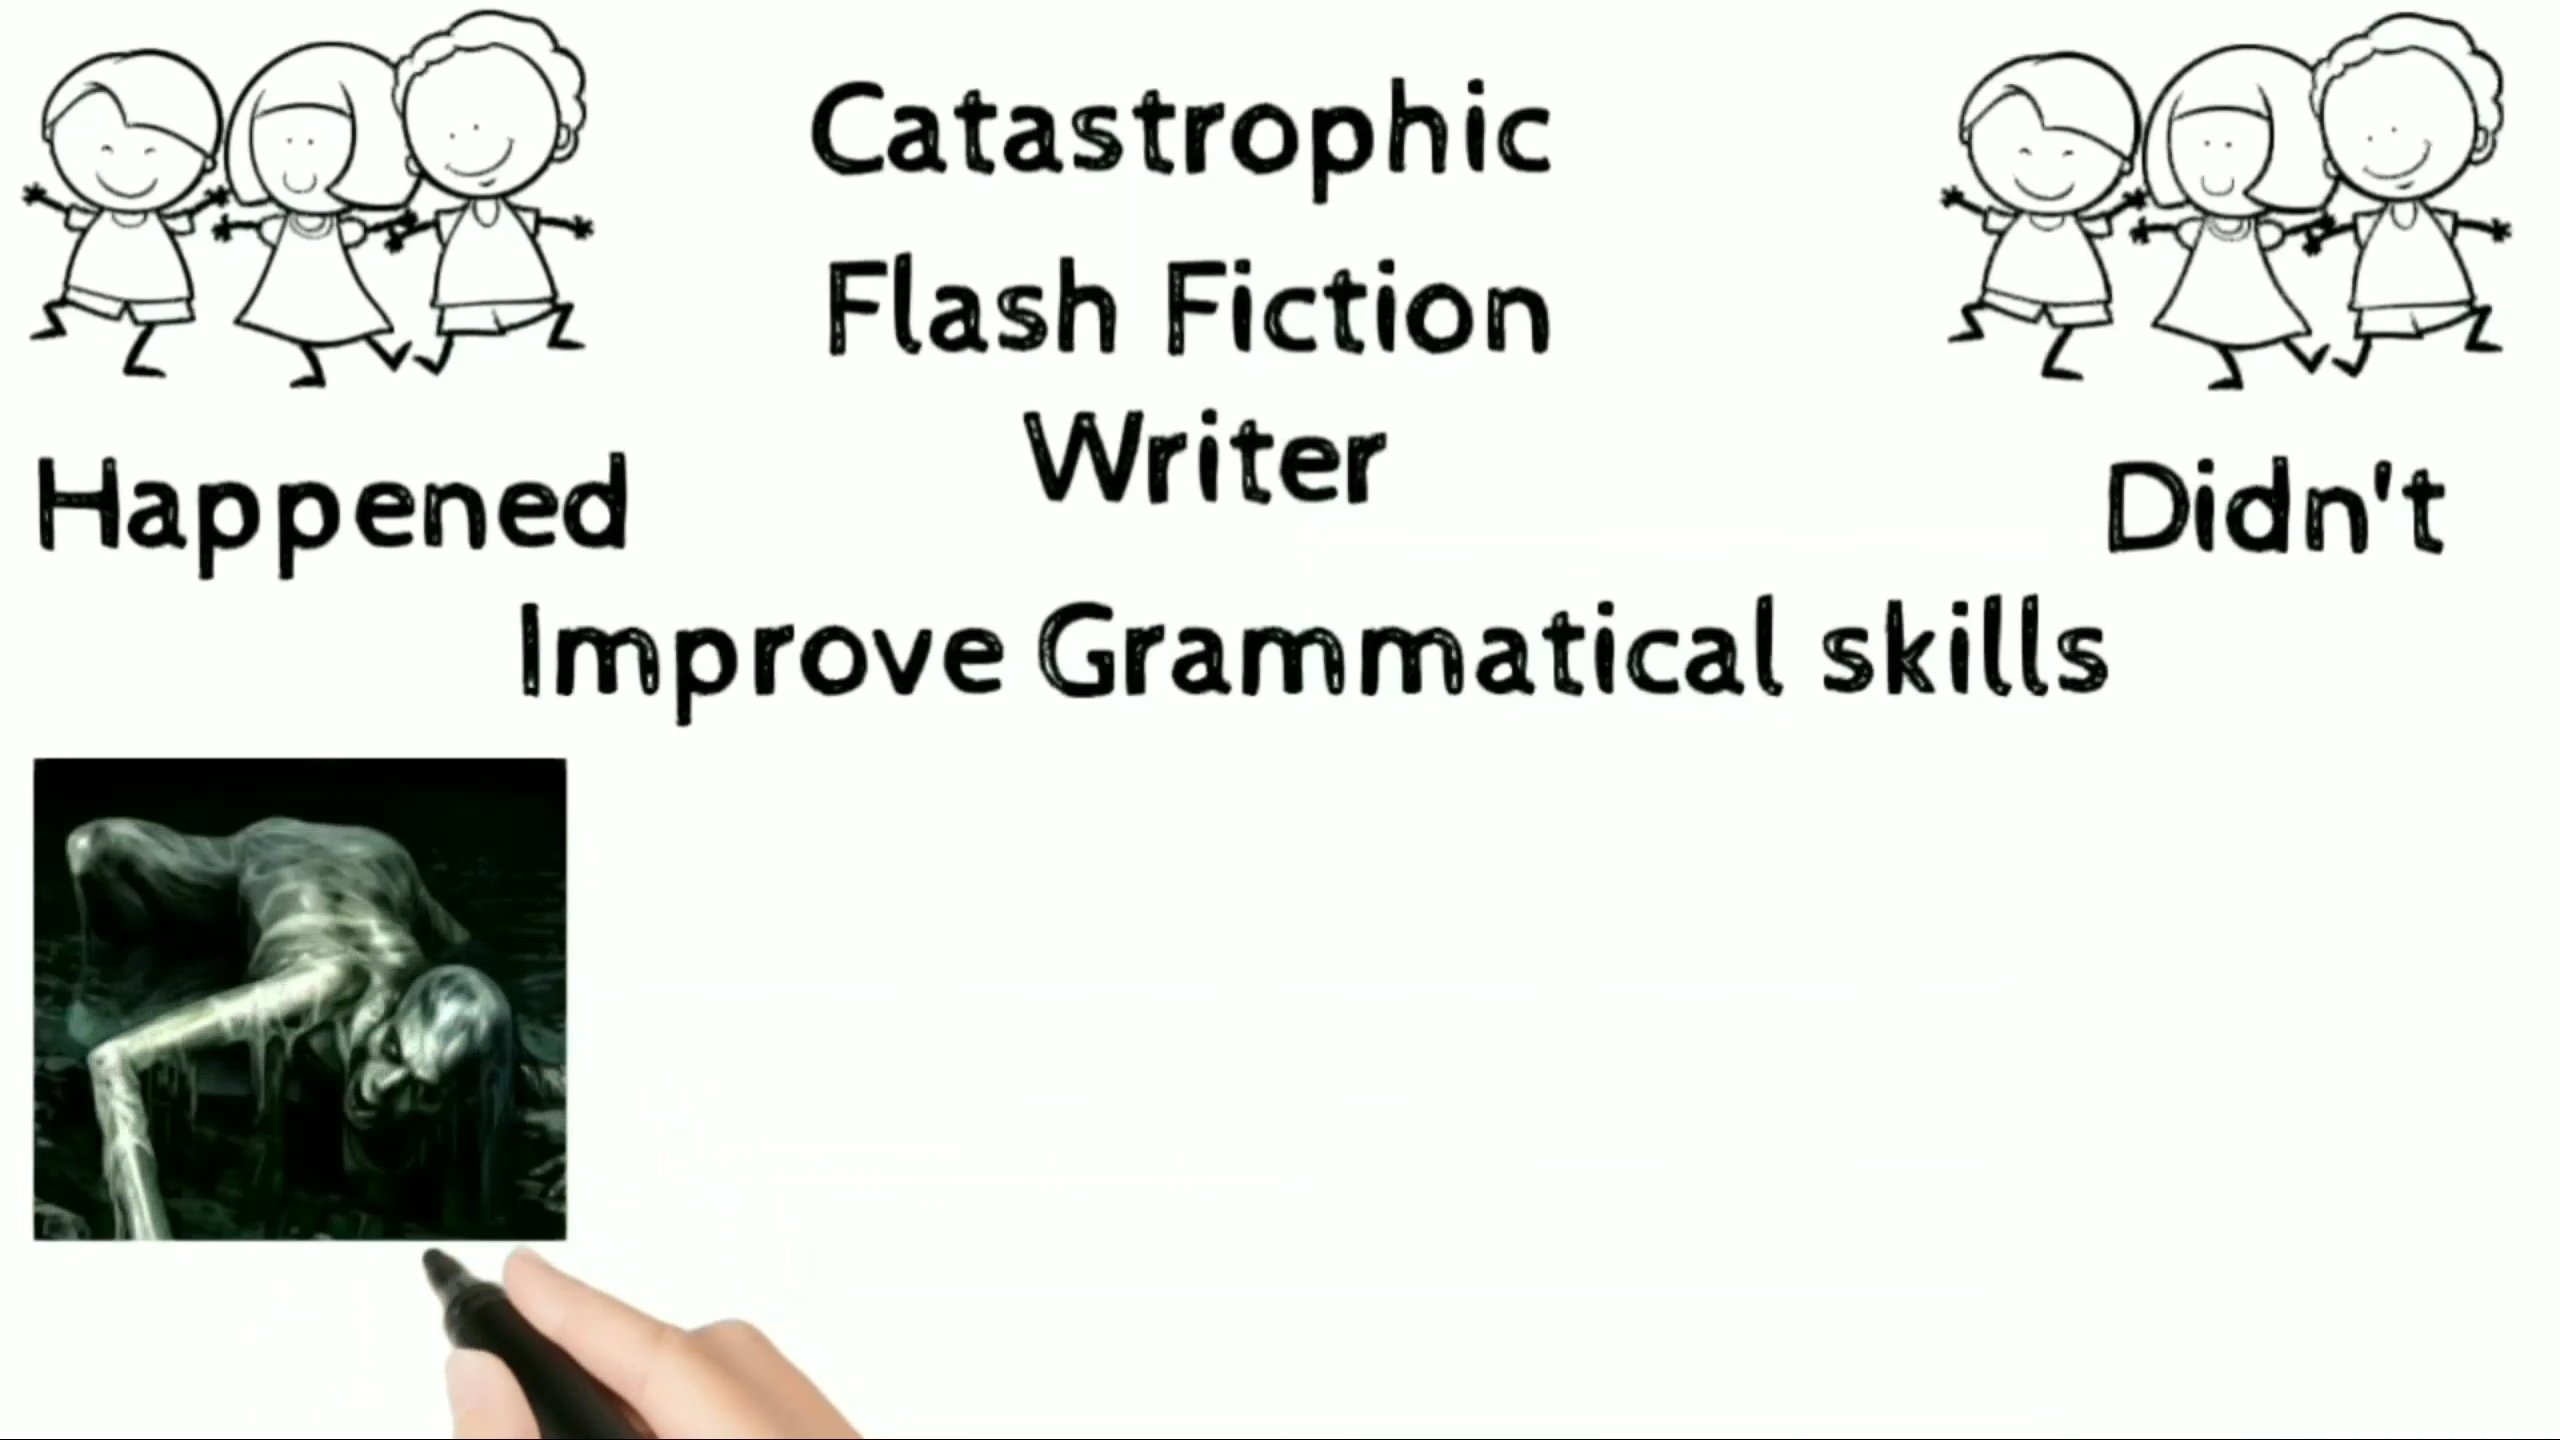 Catastrophic
Flash Fiction
Writer
Happened
Didn't
Improve Grammatical skills